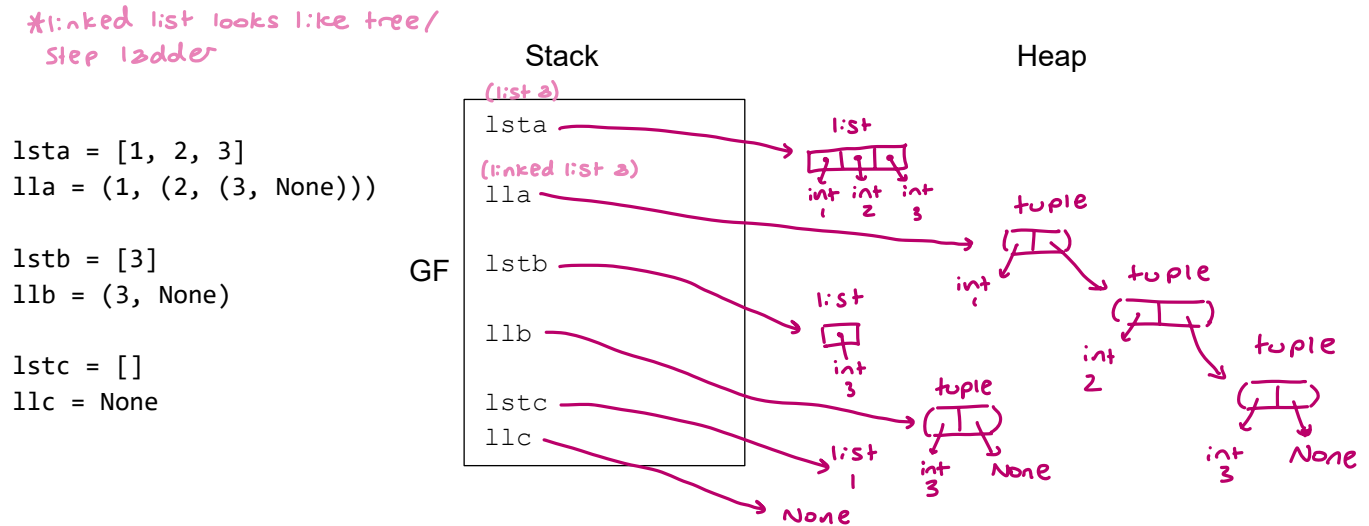 *linked list looks like tree/
step ladder
Stack
Heap
lsta = [1, 2, 3]
lla = (1, (2, (3, None)))
lstb = [3]
llb = (3, None)
lstc = []
llc = None
GF
(list a)
lsta
(linked list a)
lla
lstb
llb
lstc
llc
list
int int int
1 2 3
tuple
int
1
tuple
int
2
tuple
int
3
None
list
int
3
tuple
int
3
None
list
1
None